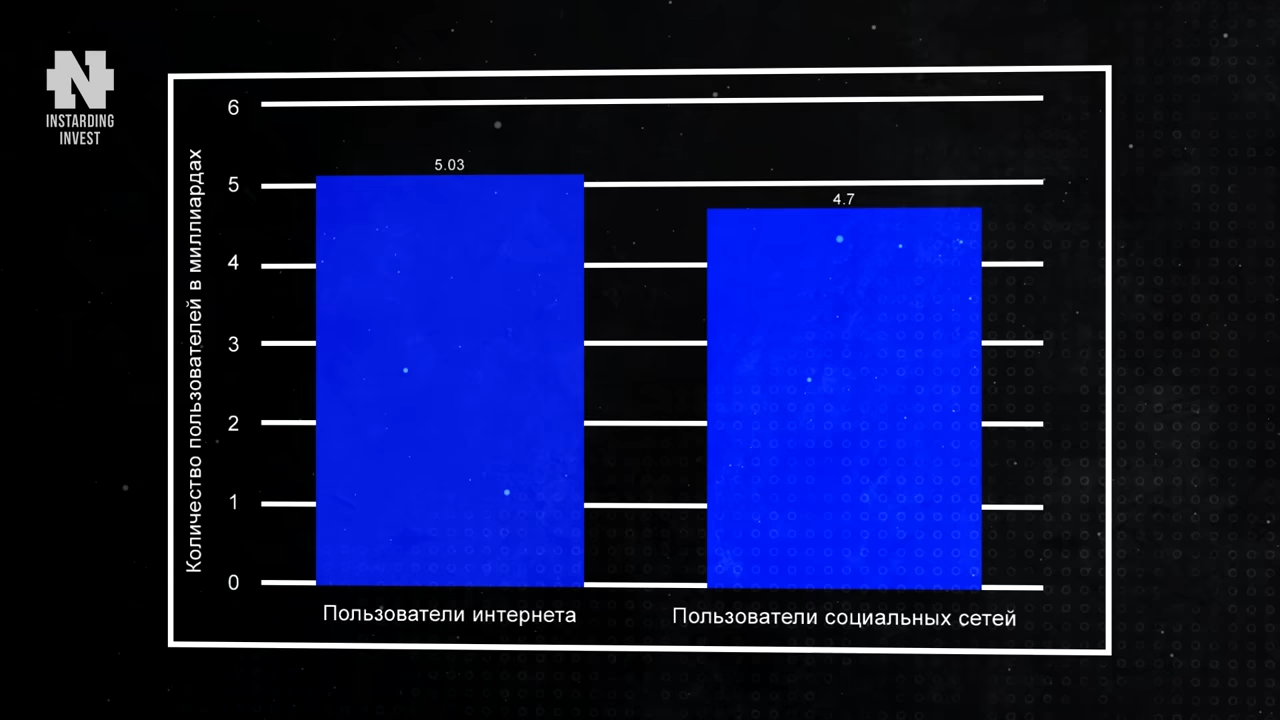 INSTARDING
INVEST
Количество пользователей в миллиардах
6
5
4
3
2
1
0
5.03
4.7
Пользователи интернета
Пользователи социальных сетей